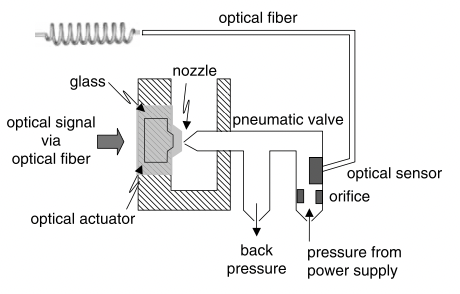 optical fiber
glass
nozzle
optical signal
via
optical fiber
pneumatic valve
optical sensor
orifice
optical actuator
back
pressure
pressure from
power supply